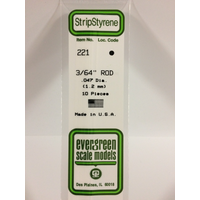 StripStyrene
Item No. Loc. Code
221
3/64" ROD
.047 Dia.
(1.2 mm)
10 Pieces
Made in U.S.A.
evergreen
scale models
Des Plaines, IL 60018